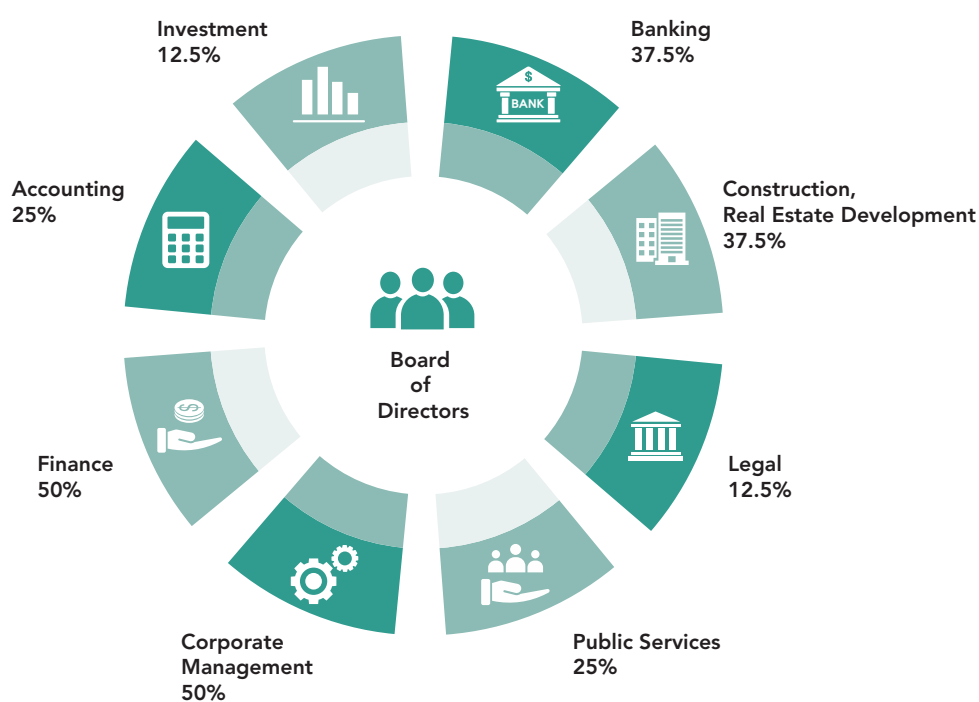 Investment
12.5%
Banking
37.5%
$
BANK
Accounting
25%
Construction,
Real Estate Development
37.5%
Board
of
Directors
$
Finance
50%
Legal
12.5%
Corporate
Management
50%
Public Services
25%